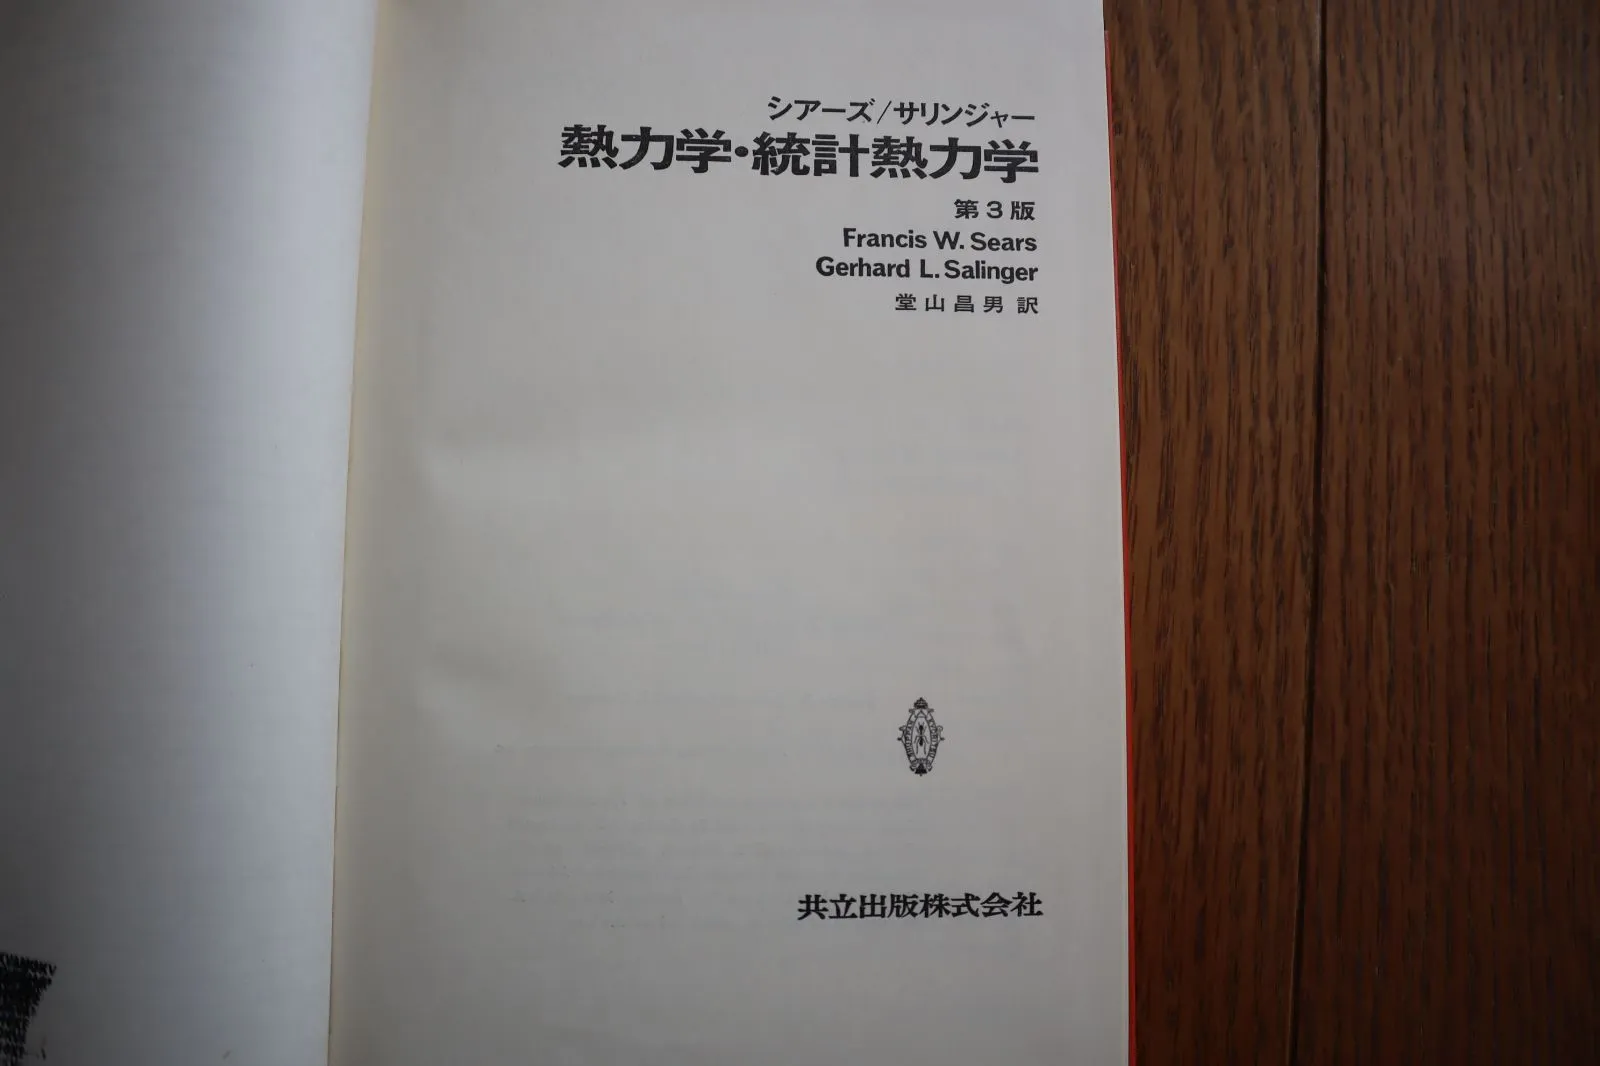 シアーズ/サリンジャー
熱力学・統計熱力学
第3版
Francis W. Sears
Gerhard L. Salinger
堂山昌男 訳
共立出版株式会社